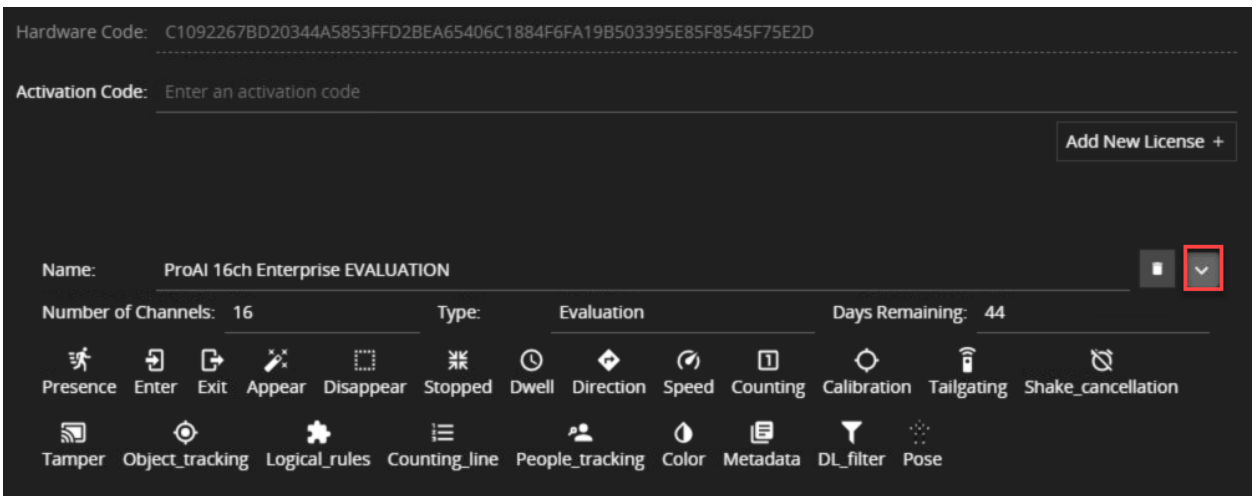 Hardware Code: C1092267BD20344A5853FFD2BEA65406C1884F6FA19B503395E85F8545F75E2D
Activation Code: Enter an activation code
Add New License +
Name: ProAI 16ch Enterprise EVALUATION
Number of Channels: 16 Type: Evaluation Days Remaining: 44
1
Presence Enter Exit Appear Disappear Stopped Dwell Direction Speed Counting Calibration Tailgating Shake_cancellation
Tamper Object_tracking Logical_rules Counting_line People_tracking Color Metadata DL_filter Pose